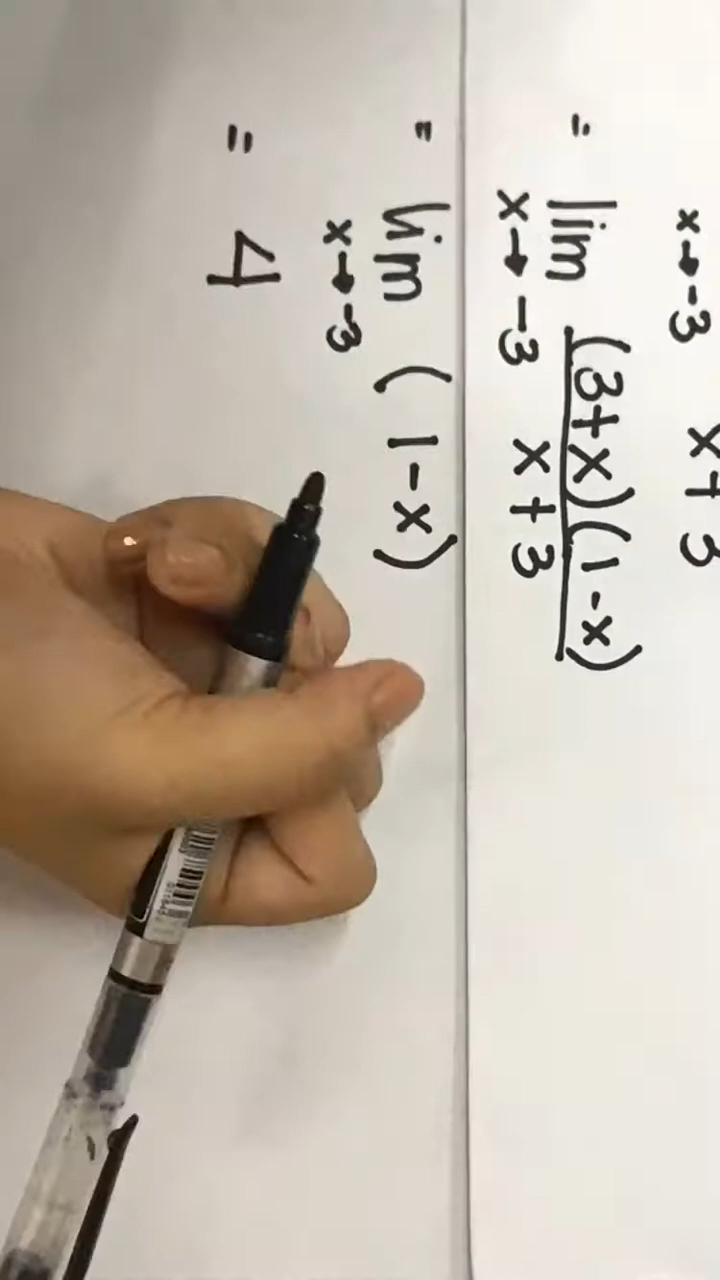 x→-3 x+3
= lim (3+x)(1-x)
x→-3 x+3
= lim (1-x)
x→-3
= 4